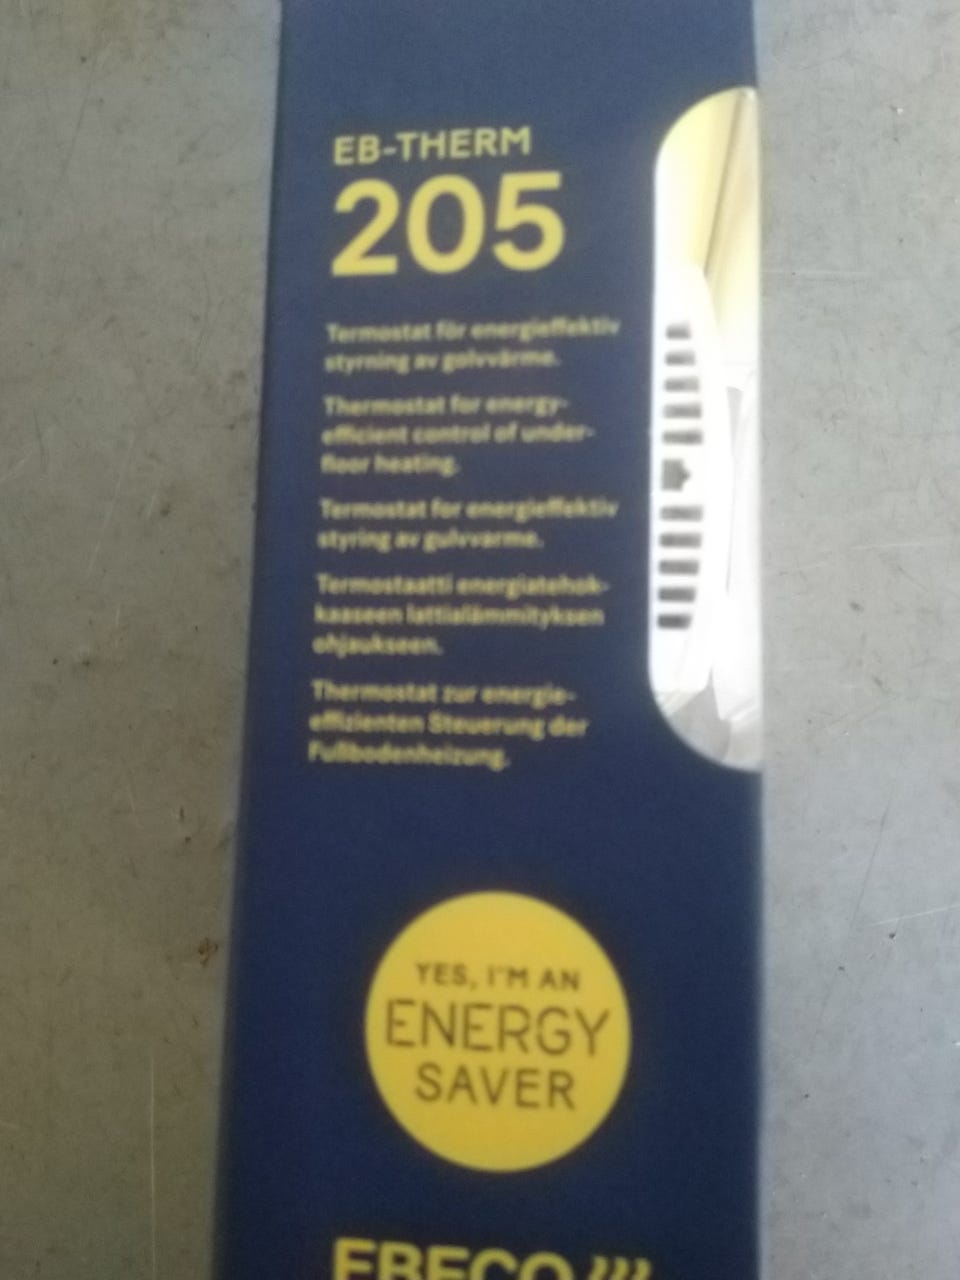 EB-THERM
205
Termostat för energieffektiv
styrning av golvvärme.
Thermostat for energy-
efficient control of under-
floor heating.
Termostat for energieffektiv
styring av gulvvarme.
Termostaatti energiatehok-
kaaseen lattialämmityksen
ohjaukseen.
Thermostat zur energie-
effizienten Steuerung der
Fußbodenheizung.
YES, I'M AN
ENERGY
SAVER
EBECO